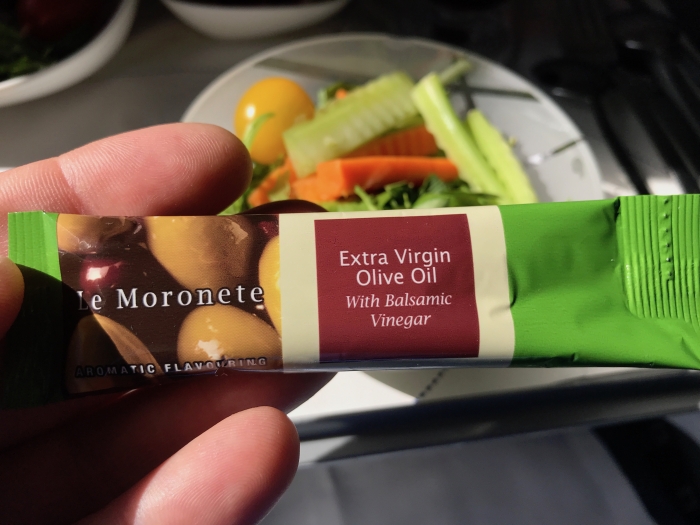 Le Moronete
AROMATIC FLAVOURING
Extra Virgin
Olive Oil
With Balsamic
Vinegar